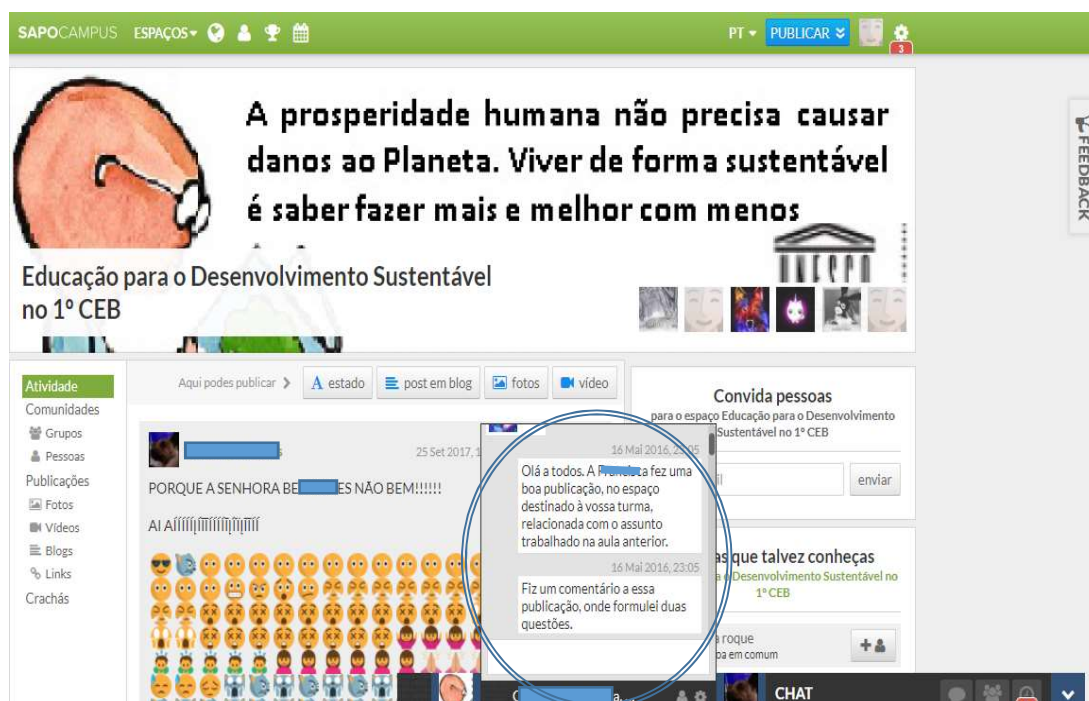 SAPOCAMPUS ESPAÇOS
PT
PUBLICAR
3
FEEDBACK
A prosperidade humana não precisa causar
danos ao Planeta. Viver de forma sustentável
é saber fazer mais e melhor com menos
Educação para o Desenvolvimento Sustentável
no 1º CEB
Atividade
Comunidades
Grupos
Pessoas
Publicações
Fotos
Vídeos
Blogs
Links
Crachás
Aqui podes publicar
A estado
post em blog
fotos
vídeo
25 Set 2017, 1
PORQUE A SENHORA BE ES NÃO BEM!!!!!!
16 Mai 2016, 23:05
Olá a todos. A fez uma
boa publicação, no espaço
destinado à vossa turma,
relacionada com o assunto
trabalhado na aula anterior.
16 Mai 2016, 23:05
Fiz um comentário a essa
publicação, onde formulei duas
questões.
Convida pessoas
para o espaço Educação para o Desenvolvimento
Sustentável no 1º CEB
enviar
as que talvez conheças
o Desenvolvimento Sustentável no
1º CEB
roque
em comum
CHAT